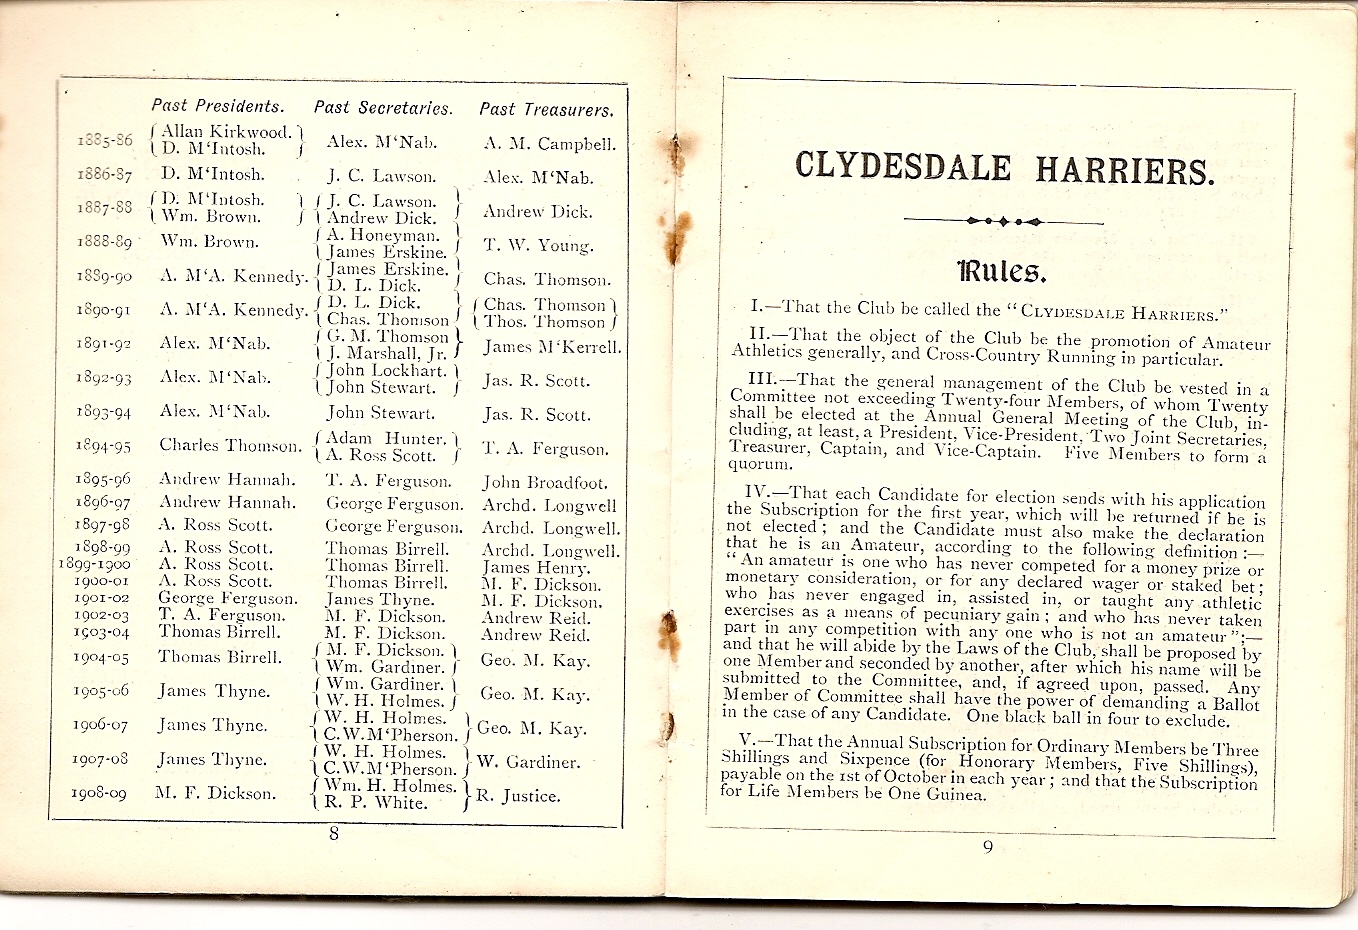 Past Presidents. Past Secretaries. Past Treasurers.
1885-86 { Allan Kirkwood. } Alex. M‘Nab. A. M. Campbell.
{ D. M‘Intosh. }
1886-87 D. M‘Intosh. J. C. Lawson. Alex. M‘Nab.
1887-88 { D. M‘Intosh. } { J. C. Lawson. } Andrew Dick.
{ Wm. Brown. } { Andrew Dick. }
1888-89 Wm. Brown. { A. Honeyman. } T. W. Young.
{ James Erskine. }
1889-90 A. M‘A. Kennedy. { James Erskine. } Chas. Thomson.
{ D. L. Dick. }
1890-91 A. M‘A. Kennedy. { D. L. Dick. } { Chas. Thomson }
{ Chas. Thomson } { Thos. Thomson }
1891-92 Alex. M‘Nab. { G. M. Thomson } James M‘Kerrell.
{ J. Marshall, Jr. }
1892-93 Alex. M‘Nab. { John Lockhart. } Jas. R. Scott.
{ John Stewart. }
1893-94 Alex. M‘Nab. John Stewart. Jas. R. Scott.
1894-95 Charles Thomson. { Adam Hunter. } T. A. Ferguson.
{ A. Ross Scott. }
1895-96 Andrew Hannah. T. A. Ferguson. John Broadfoot.
1896-97 Andrew Hannah. George Ferguson. Archd. Longwell
1897-98 A. Ross Scott. George Ferguson. Archd. Longwell.
1898-99 A. Ross Scott. Thomas Birrell. Archd. Longwell.
1899-1900 A. Ross Scott. Thomas Birrell. James Henry.
1900-01 A. Ross Scott. Thomas Birrell. M. F. Dickson.
1901-02 George Ferguson. James Thyne. M. F. Dickson.
1902-03 T. A. Ferguson. M. F. Dickson. Andrew Reid.
1903-04 Thomas Birrell. M. F. Dickson. Andrew Reid.
1904-05 Thomas Birrell. { M. F. Dickson. } Geo. M. Kay.
{ Wm. Gardiner. }
1905-06 James Thyne. { Wm. Gardiner. } Geo. M. Kay.
{ W. H. Holmes. }
1906-07 James Thyne. { W. H. Holmes. } Geo. M. Kay.
{ C.W.M‘Pherson. }
1907-08 James Thyne. { W. H. Holmes. } W. Gardiner.
{ C.W.M‘Pherson. }
1908-09 M. F. Dickson. { Wm. H. Holmes. } R. Justice.
{ R. P. White. }
8
CLYDESDALE HARRIERS.
Rules.
I.—That the Club be called the “CLYDESDALE HARRIERS.”
II.—That the object of the Club be the promotion of Amateur
Athletics generally, and Cross-Country Running in particular.
III.—That the general management of the Club be vested in a
Committee not exceeding Twenty-four Members, of whom Twenty
shall be elected at the Annual General Meeting of the Club, in-
cluding, at least, a President, Vice-President, Two Joint Secretaries,
Treasurer, Captain, and Vice-Captain. Five Members to form a
quorum.
IV.—That each Candidate for election sends with his application
the Subscription for the first year, which will be returned if he is
not elected; and the Candidate must also make the declaration
that he is an Amateur, according to the following definition:—
“An amateur is one who has never competed for a money prize or
monetary consideration, or for any declared wager or staked bet;
who has never engaged in, assisted in, or taught any athletic
exercises as a means of pecuniary gain; and who has never taken
part in any competition with any one who is not an amateur”:—
and that he will abide by the Laws of the Club, shall be proposed by
one Member and seconded by another, after which his name will be
submitted to the Committee, and, if agreed upon, passed. Any
Member of Committee shall have the power of demanding a Ballot
in the case of any Candidate. One black ball in four to exclude.
V.—That the Annual Subscription for Ordinary Members be Three
Shillings and Sixpence (for Honorary Members, Five Shillings),
payable on the 1st of October in each year; and that the Subscription
for Life Members be One Guinea.
9